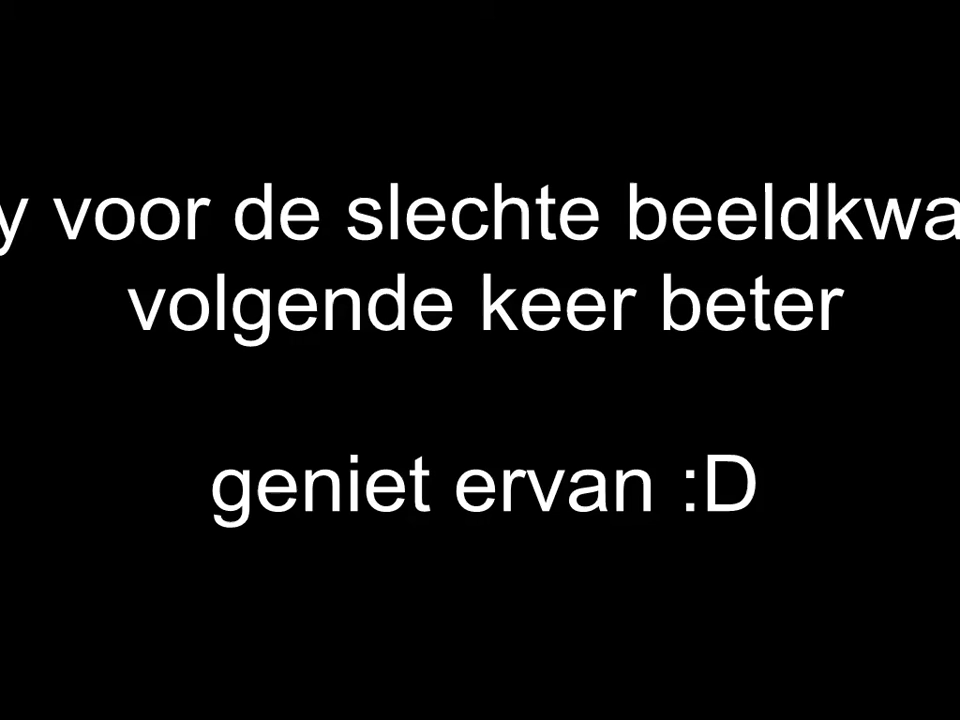 y voor de slechte beeldkwa
volgende keer beter
geniet ervan :D